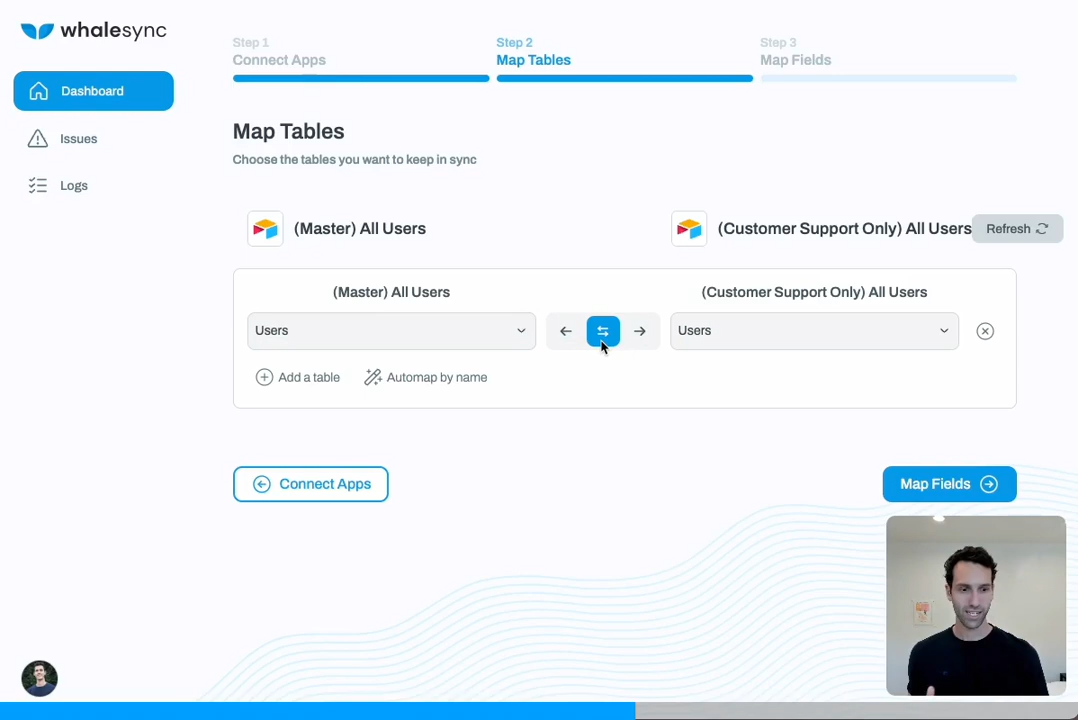 whalesync
Dashboard
Issues
Logs
Step 1
Connect Apps
Step 2
Map Tables
Step 3
Map Fields
Map Tables
Choose the tables you want to keep in sync
(Master) All Users
(Customer Support Only) All Users
Refresh
(Master) All Users
(Customer Support Only) All Users
Users
Users
Add a table
Automap by name
Connect Apps
Map Fields